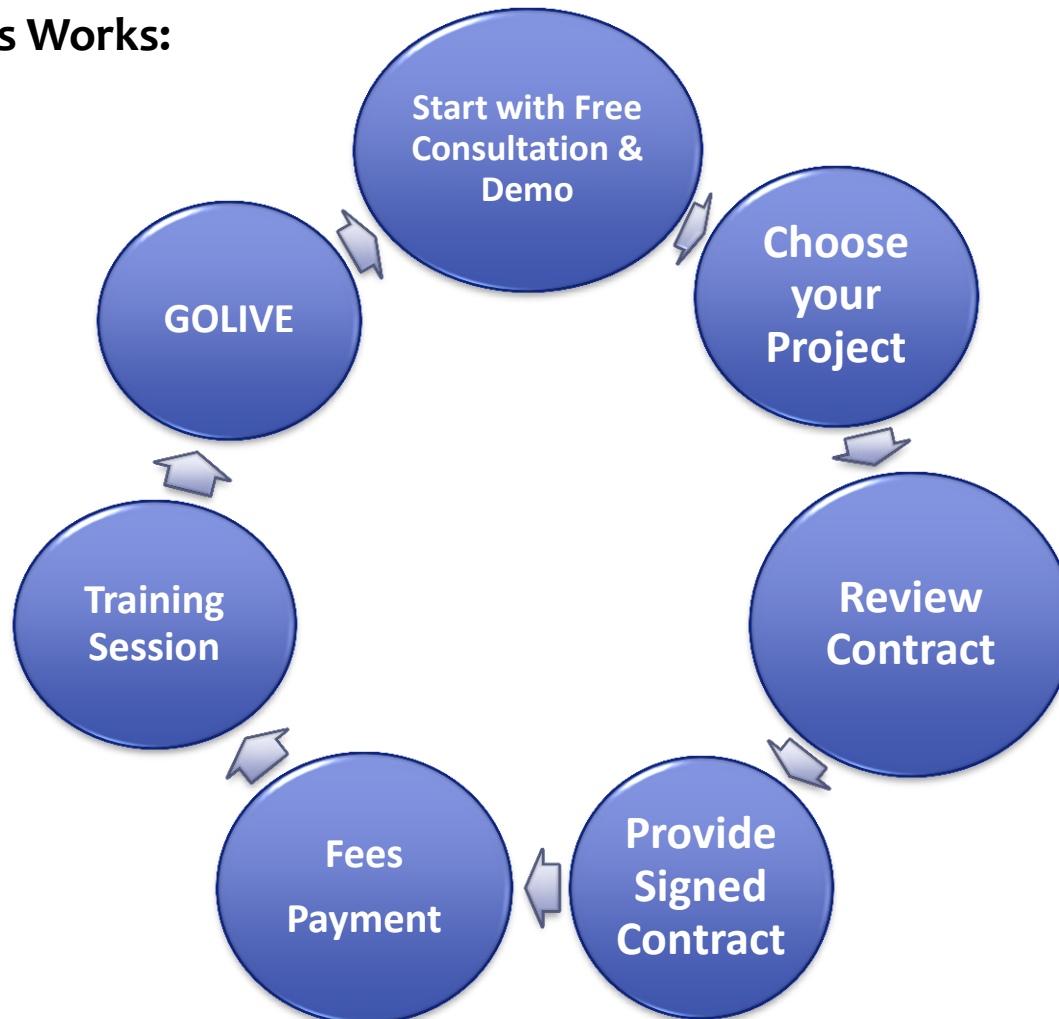 s Works:
Start with Free
Consultation &
Demo
Choose
your
Project
Review
Contract
Provide
Signed
Contract
Fees
Payment
Training
Session
GOLIVE